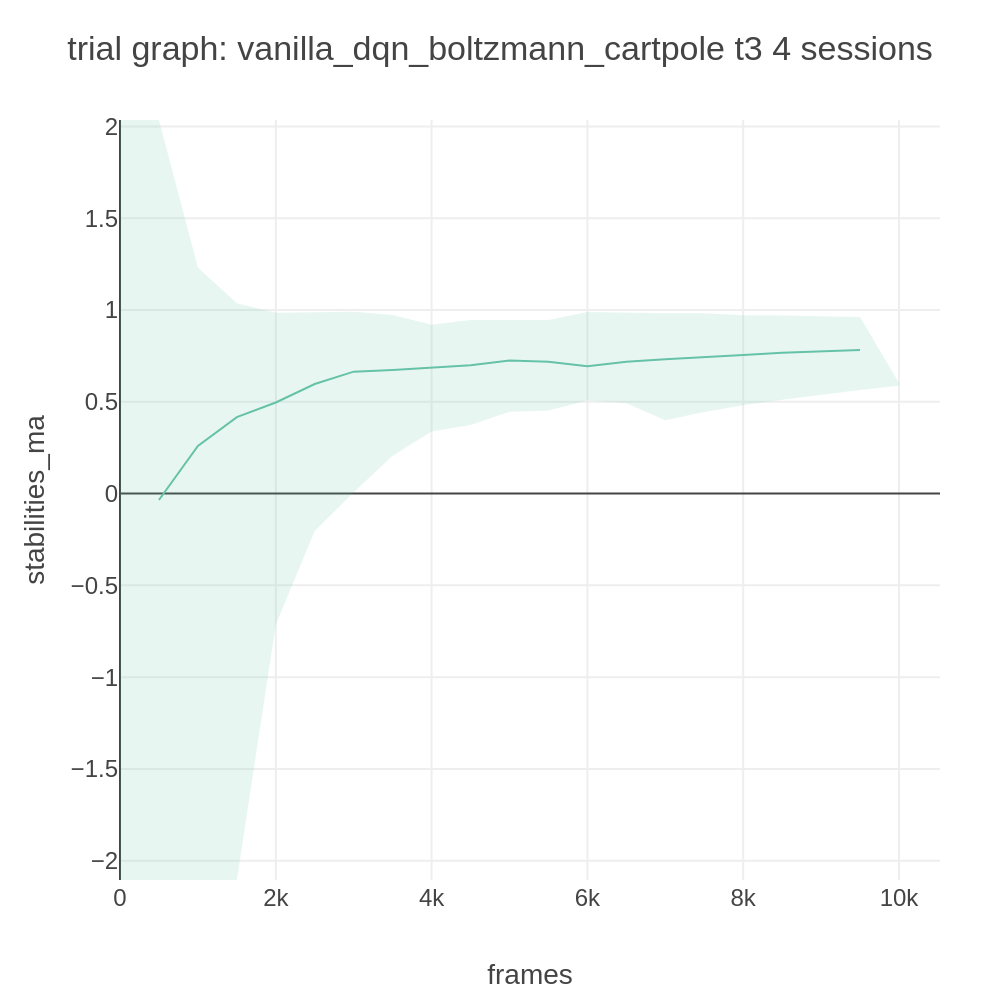 trial graph: vanilla_dqn_boltzmann_cartpole t3 4 sessions
2
1.5
1
0.5
0
−0.5
−1
−1.5
−2
stabilities_ma
0 2k 4k 6k 8k 10k
frames